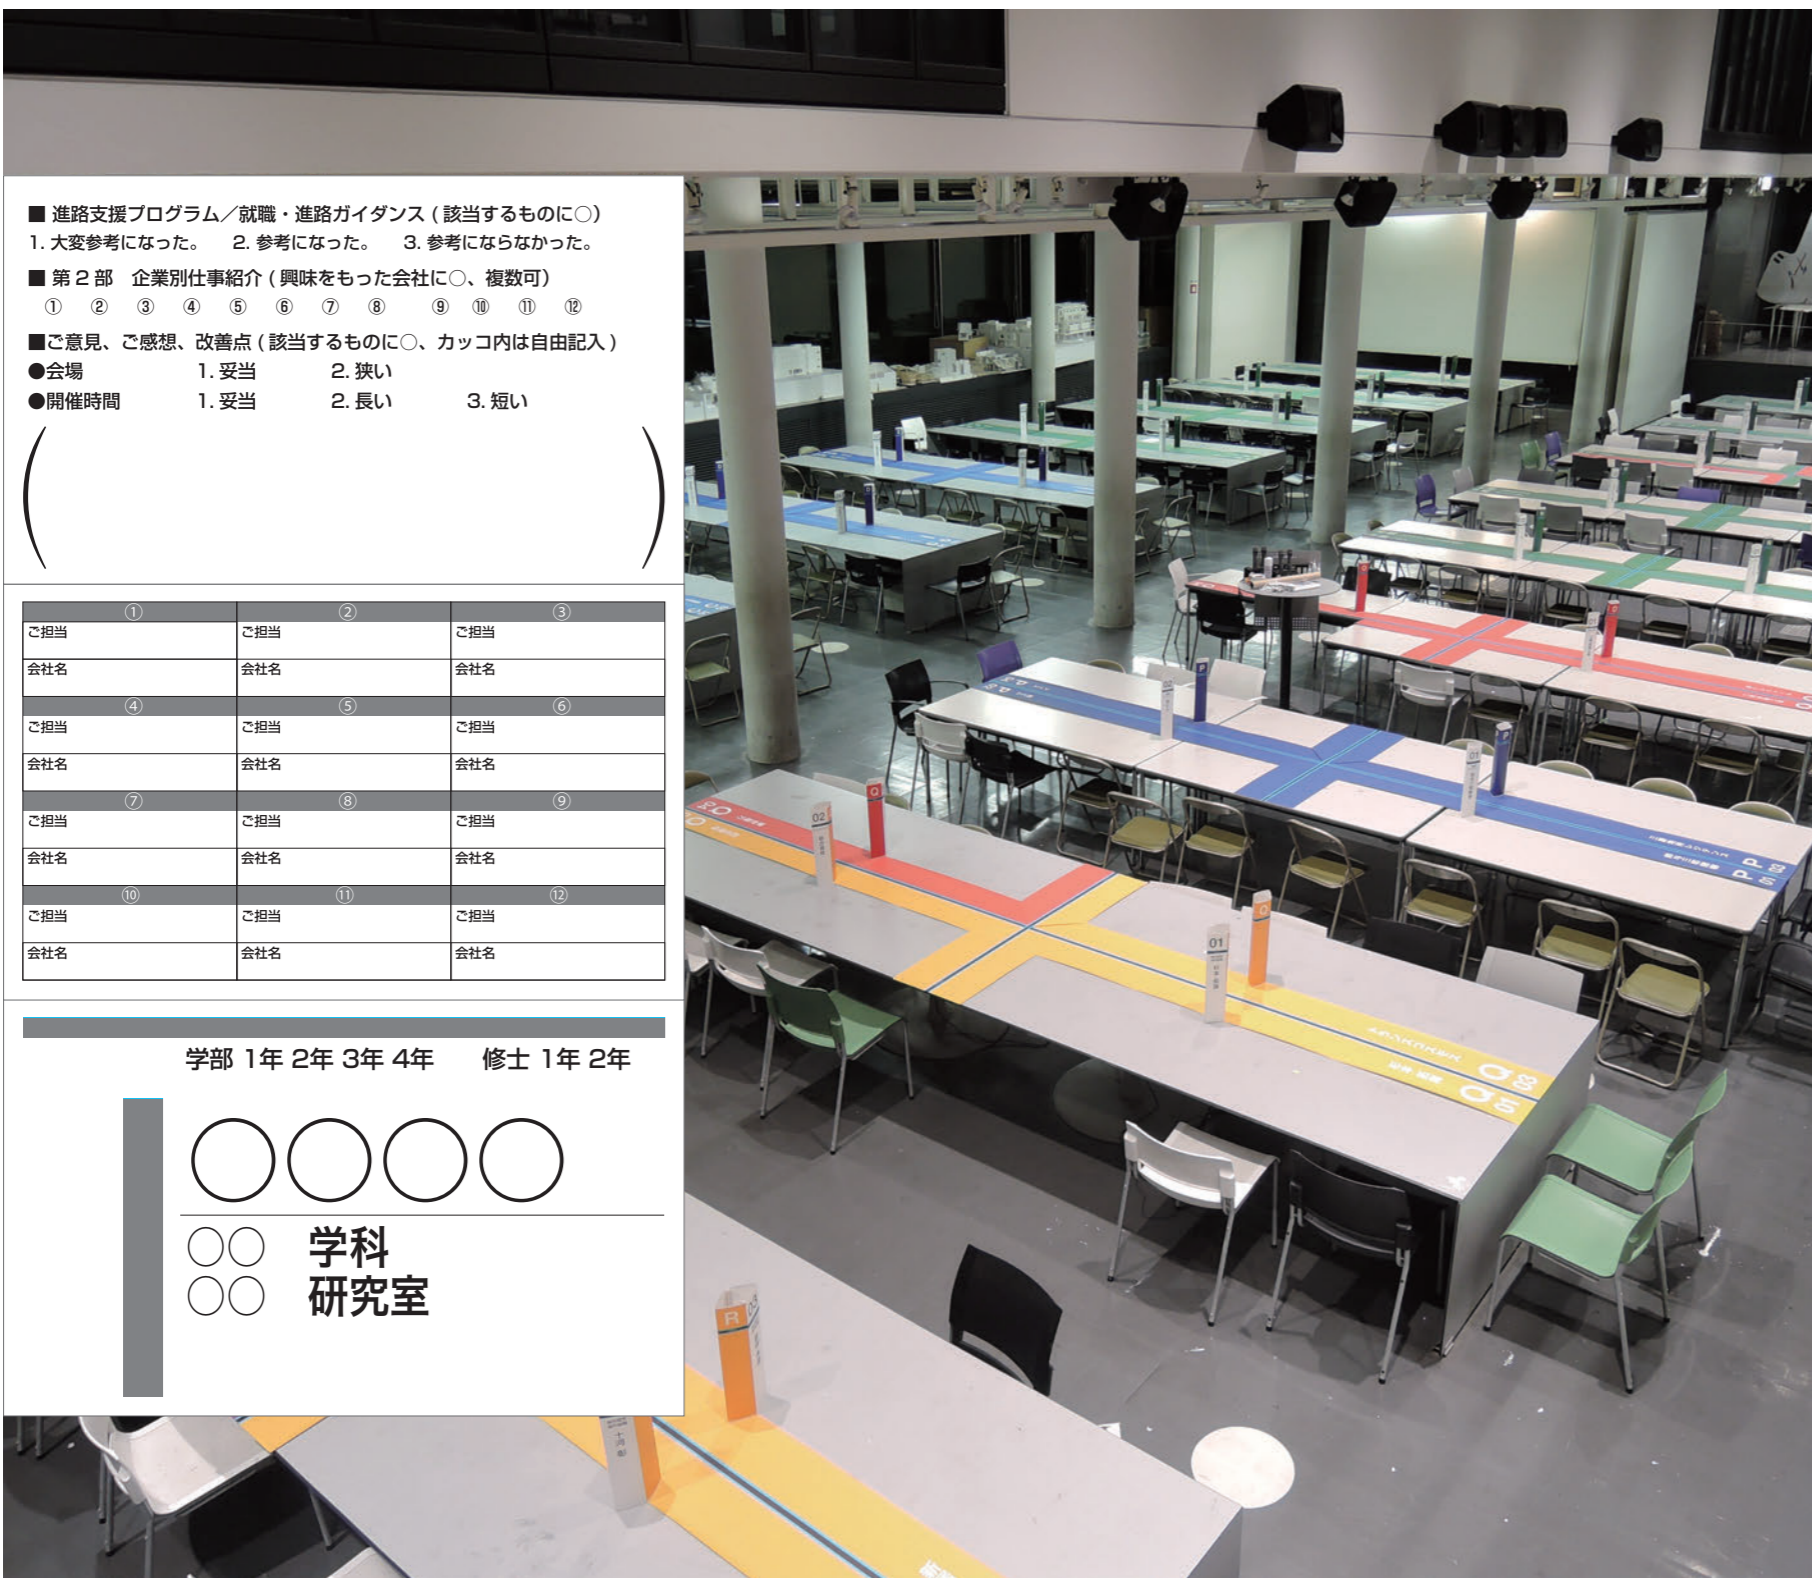 ■ 進路支援プログラム／就職・進路ガイダンス ( 該当するものに○）
1. 大変参考になった。 2. 参考になった。 3. 参考にならなかった。
■ 第 2 部　企業別仕事紹介 ( 興味をもった会社に○、複数可）
① ② ③ ④ ⑤ ⑥ ⑦ ⑧ ⑨ ⑩ ⑪ ⑫
■ご意見、ご感想、改善点 ( 該当するものに○、カッコ内は自由記入 )
●会場 1. 妥当 2. 狭い
●開催時間 1. 妥当 2. 長い 3. 短い
① ② ③
ご担当 ご担当 ご担当
会社名 会社名 会社名
④ ⑤ ⑥
ご担当 ご担当 ご担当
会社名 会社名 会社名
⑦ ⑧ ⑨
ご担当 ご担当 ご担当
会社名 会社名 会社名
⑩ ⑪ ⑫
ご担当 ご担当 ご担当
会社名 会社名 会社名
学部 1年 2年 3年 4年　修士 1年 2年
○○○○
○○ 学科
○○ 研究室
P
P
01
Q
02
Q
01
Q 03
Q 01
P 03
P 01
R